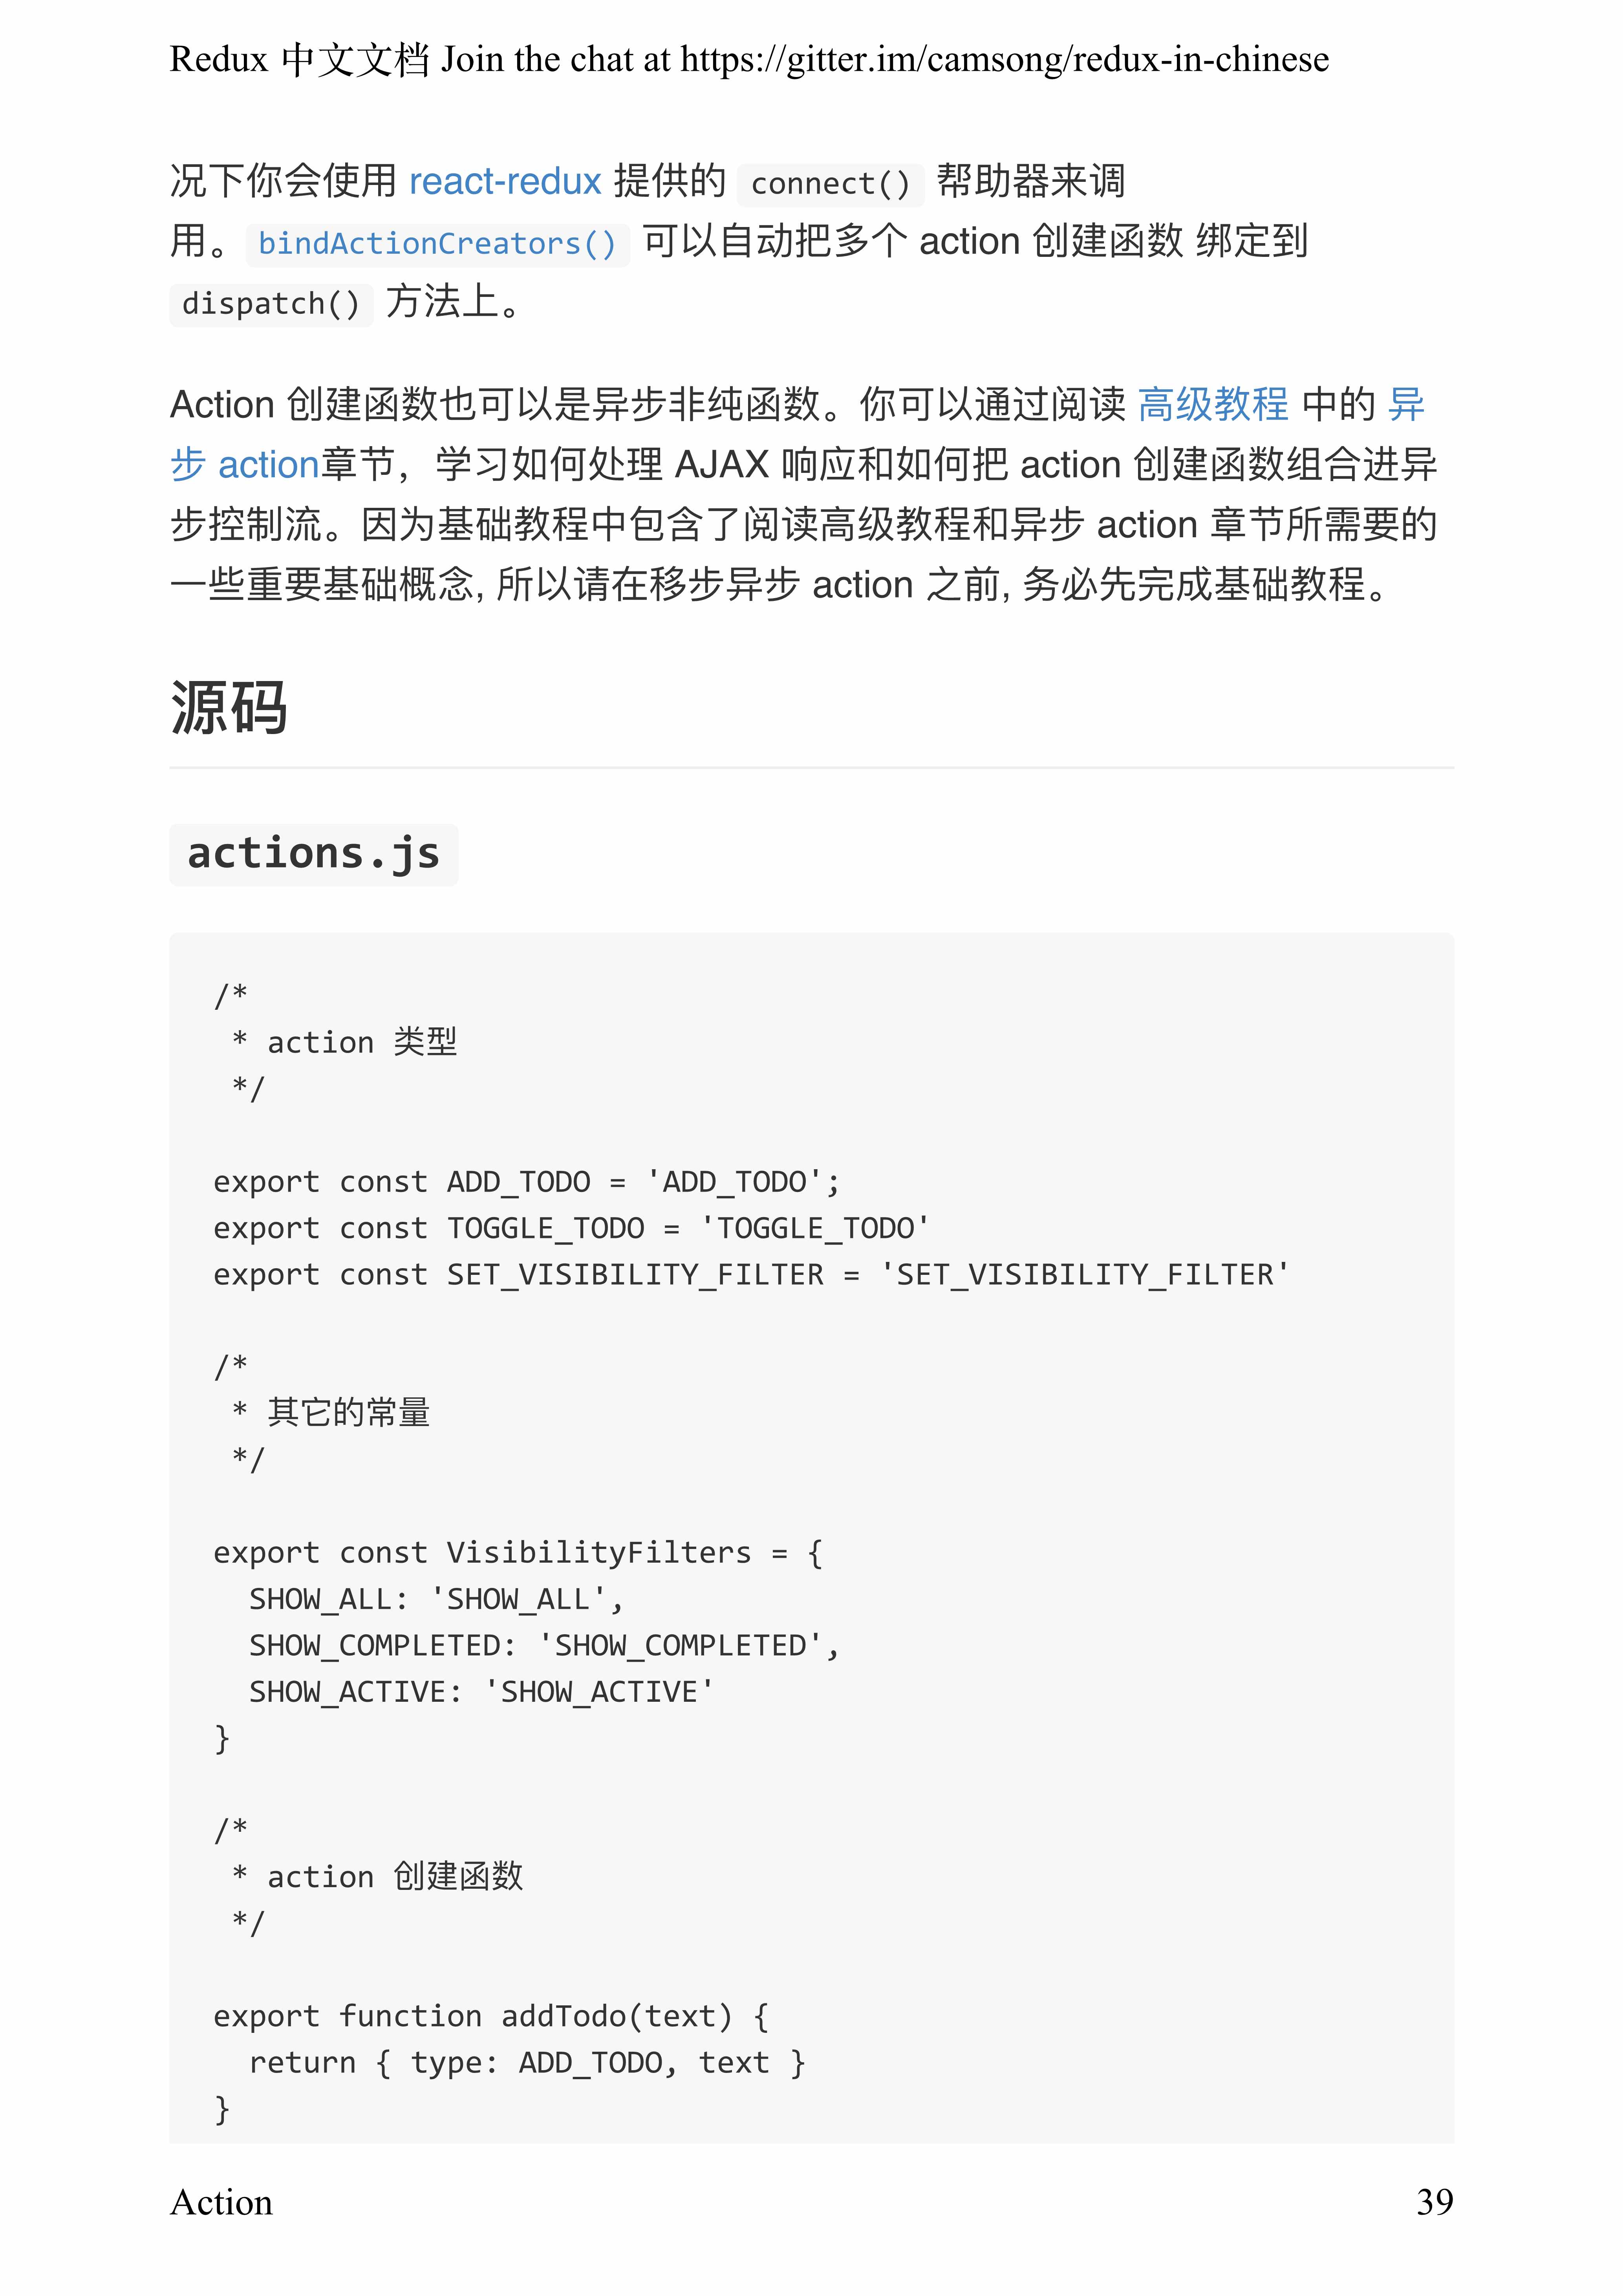 Redux 中文文档 Join the chat at https://gitter.im/camsong/redux-in-chinese
况下你会使用 react-redux 提供的 connect() 帮助器来调
用。bindActionCreators() 可以自动把多个 action 创建函数 绑定到
dispatch() 方法上。
Action 创建函数也可以是异步非纯函数。你可以通过阅读 高级教程 中的 异
步 action章节，学习如何处理 AJAX 响应和如何把 action 创建函数组合进异
步控制流。因为基础教程中包含了阅读高级教程和异步 action 章节所需要的
一些重要基础概念, 所以请在移步异步 action 之前, 务必先完成基础教程。
源码
actions.js
/*
 * action 类型
 */
export const ADD_TODO = 'ADD_TODO';
export const TOGGLE_TODO = 'TOGGLE_TODO'
export const SET_VISIBILITY_FILTER = 'SET_VISIBILITY_FILTER'
/*
 * 其它的常量
 */
export const VisibilityFilters = {
  SHOW_ALL: 'SHOW_ALL',
  SHOW_COMPLETED: 'SHOW_COMPLETED',
  SHOW_ACTIVE: 'SHOW_ACTIVE'
}
/*
 * action 创建函数
 */
export function addTodo(text) {
  return { type: ADD_TODO, text }
}
Action 39